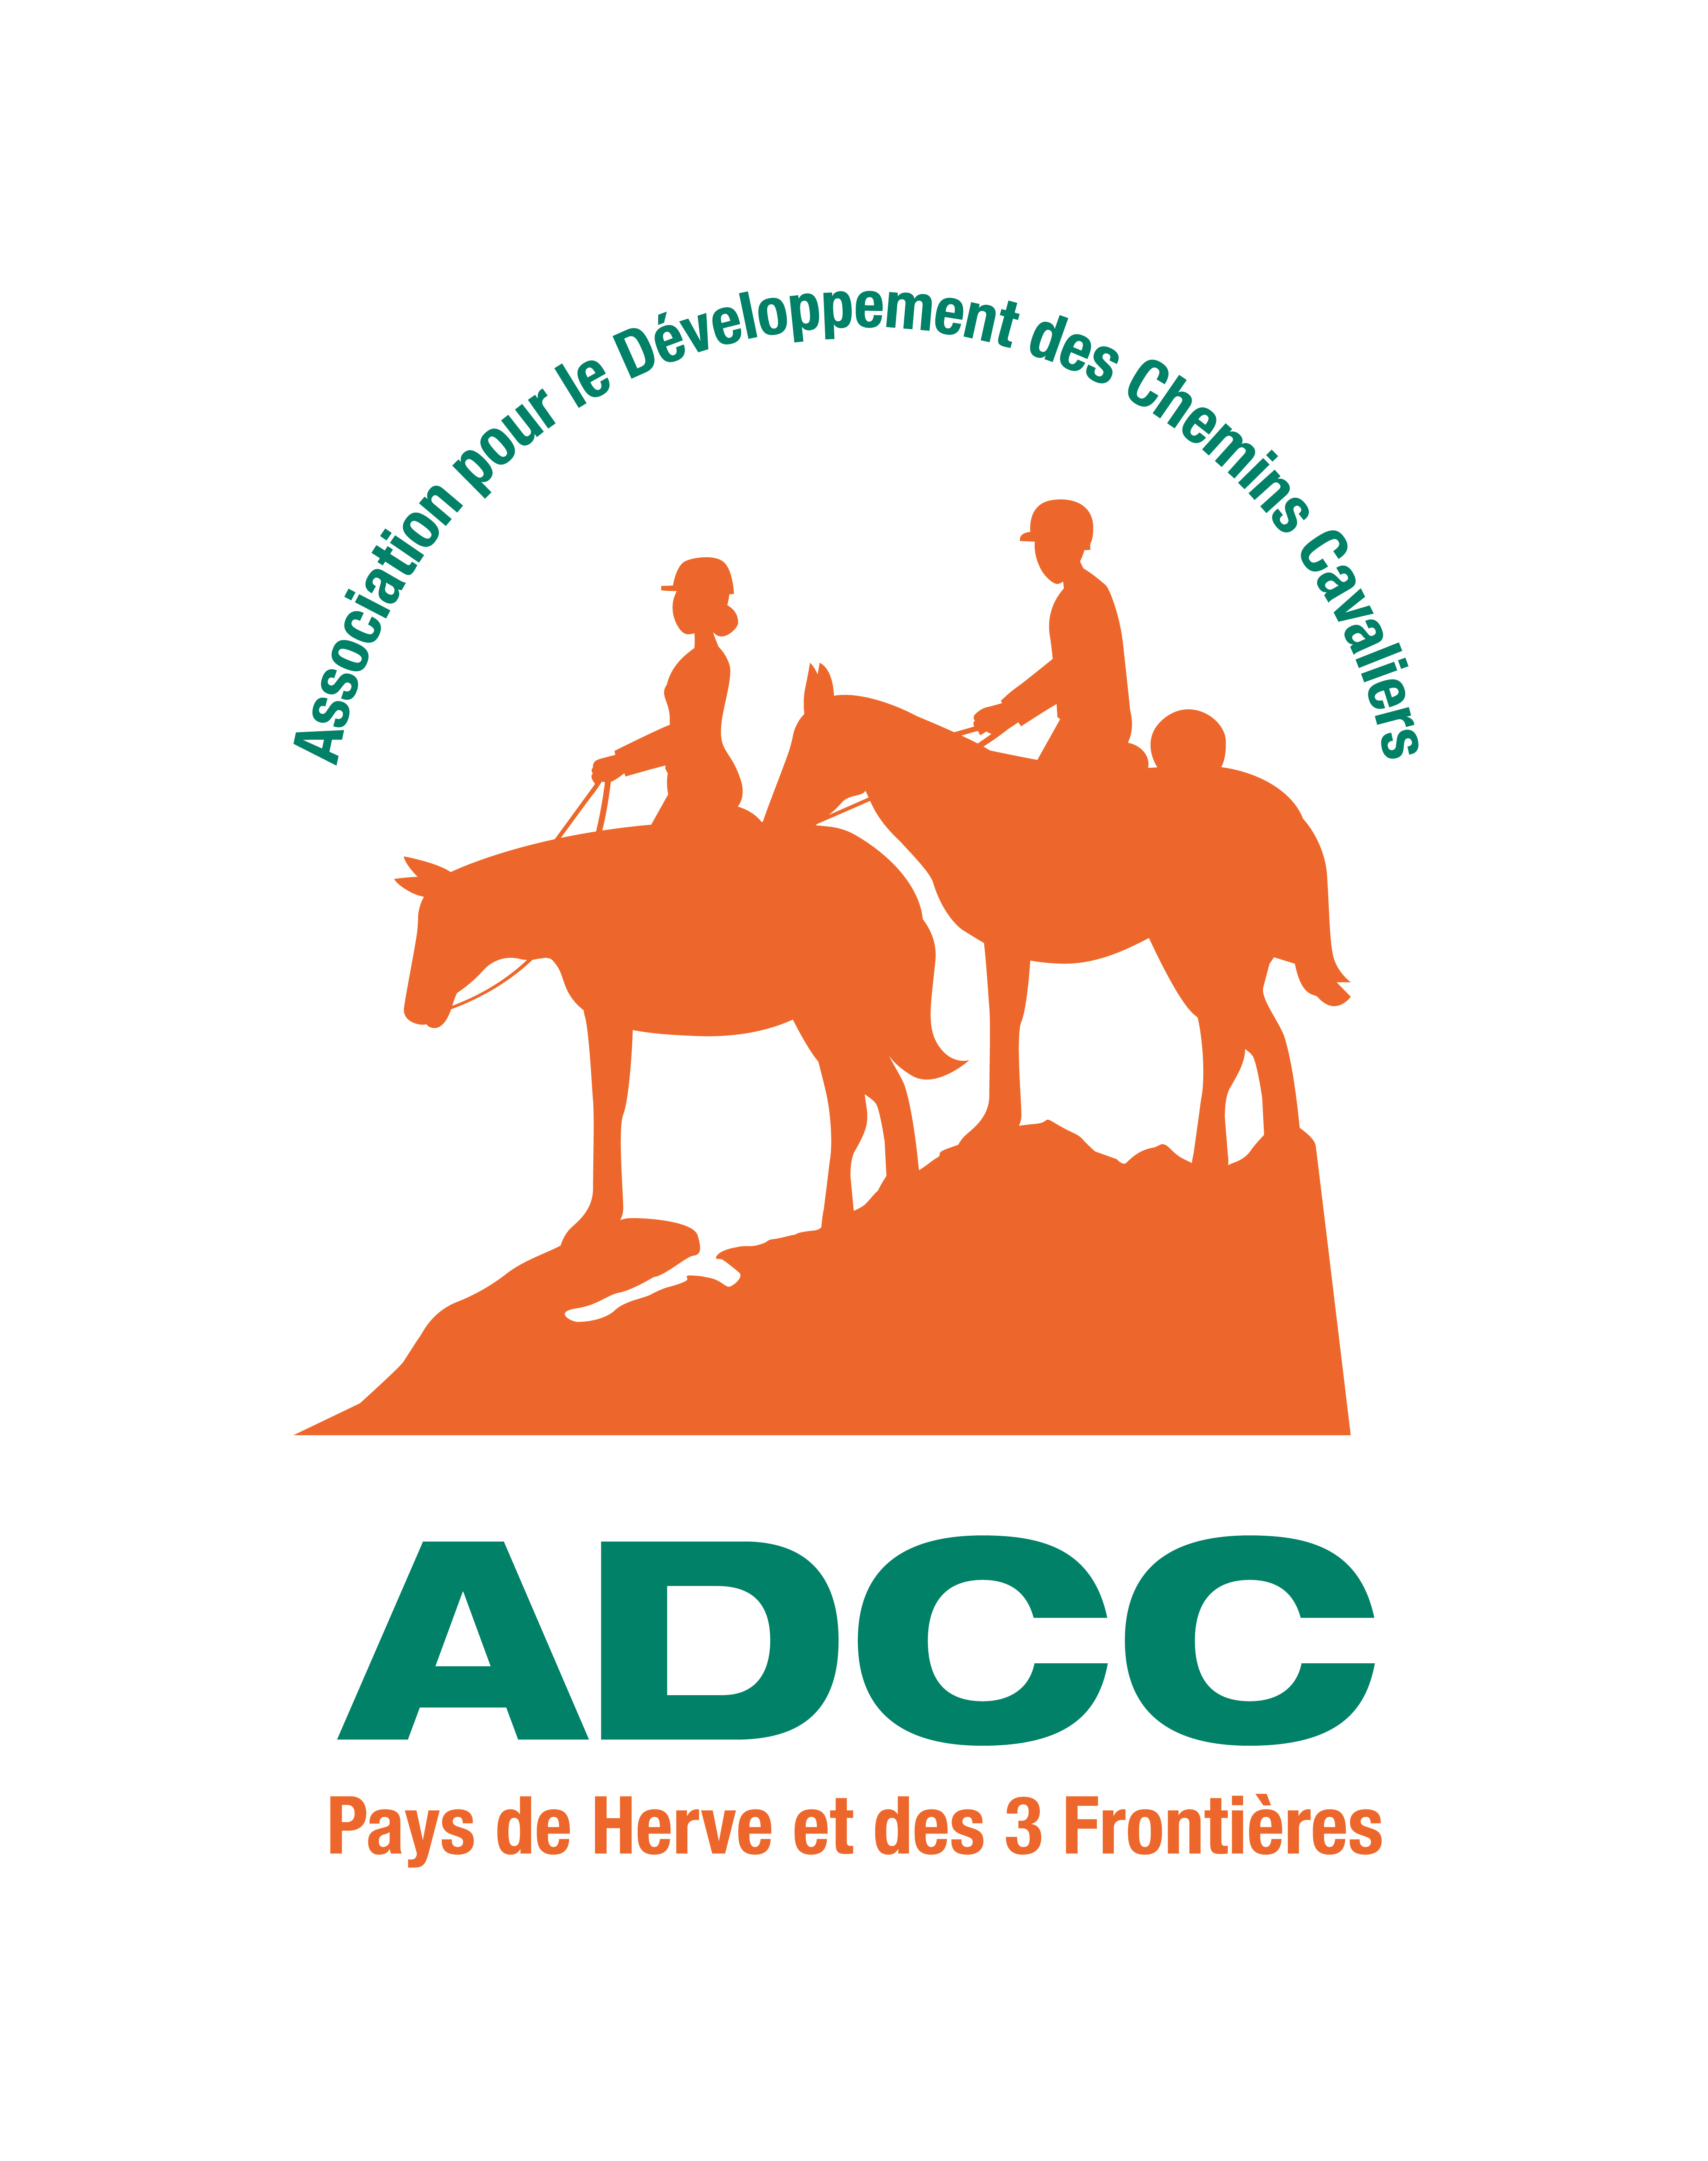 Association pour le Développement des Chemins Cavaliers
ADCC
Pays de Herve et des 3 Frontières